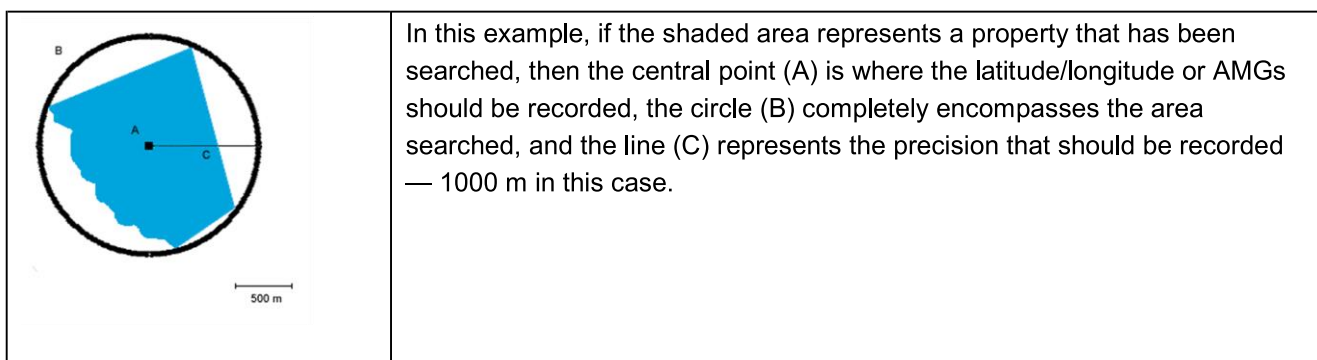 B
A
C
500 m
In this example, if the shaded area represents a property that has been
searched, then the central point (A) is where the latitude/longitude or AMGs
should be recorded, the circle (B) completely encompasses the area
searched, and the line (C) represents the precision that should be recorded
— 1000 m in this case.